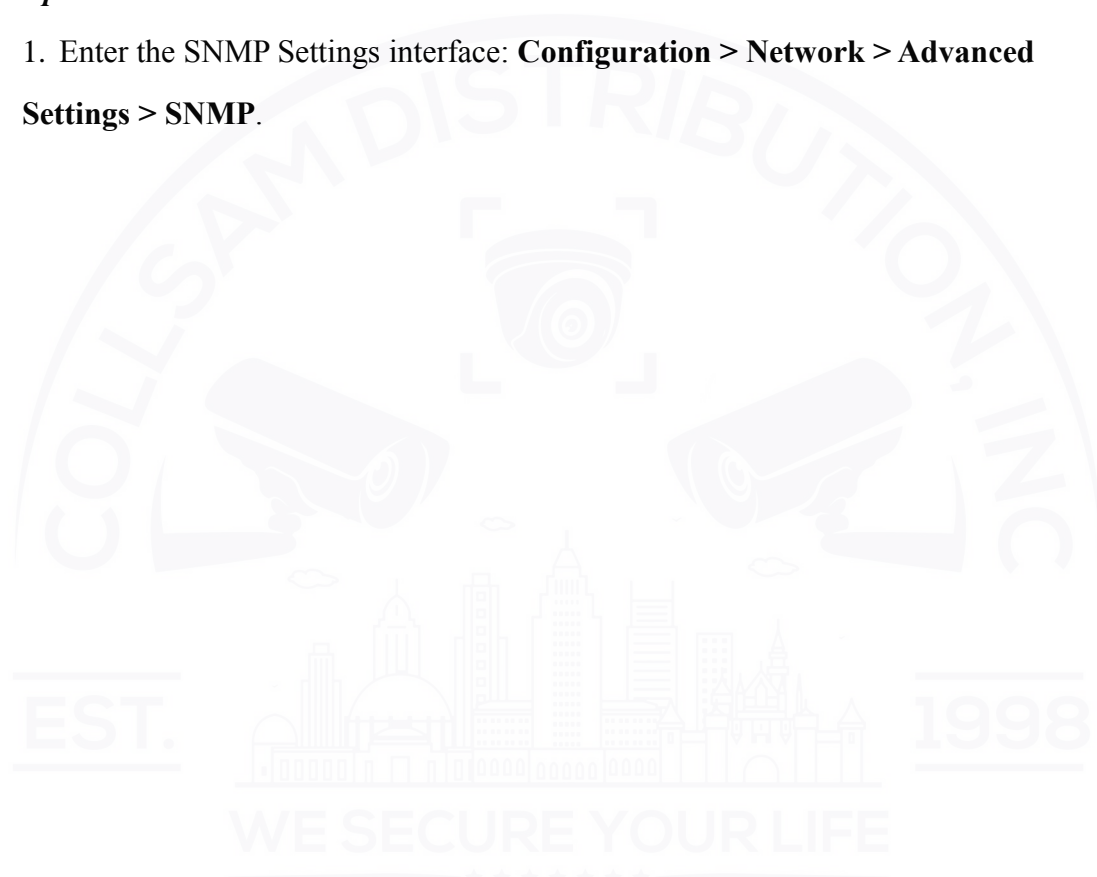 1. Enter the SNMP Settings interface: Configuration > Network > Advanced
Settings > SNMP.
COLLSAM DISTRIBUTION, INC
EST.
1998
WE SECURE YOUR LIFE